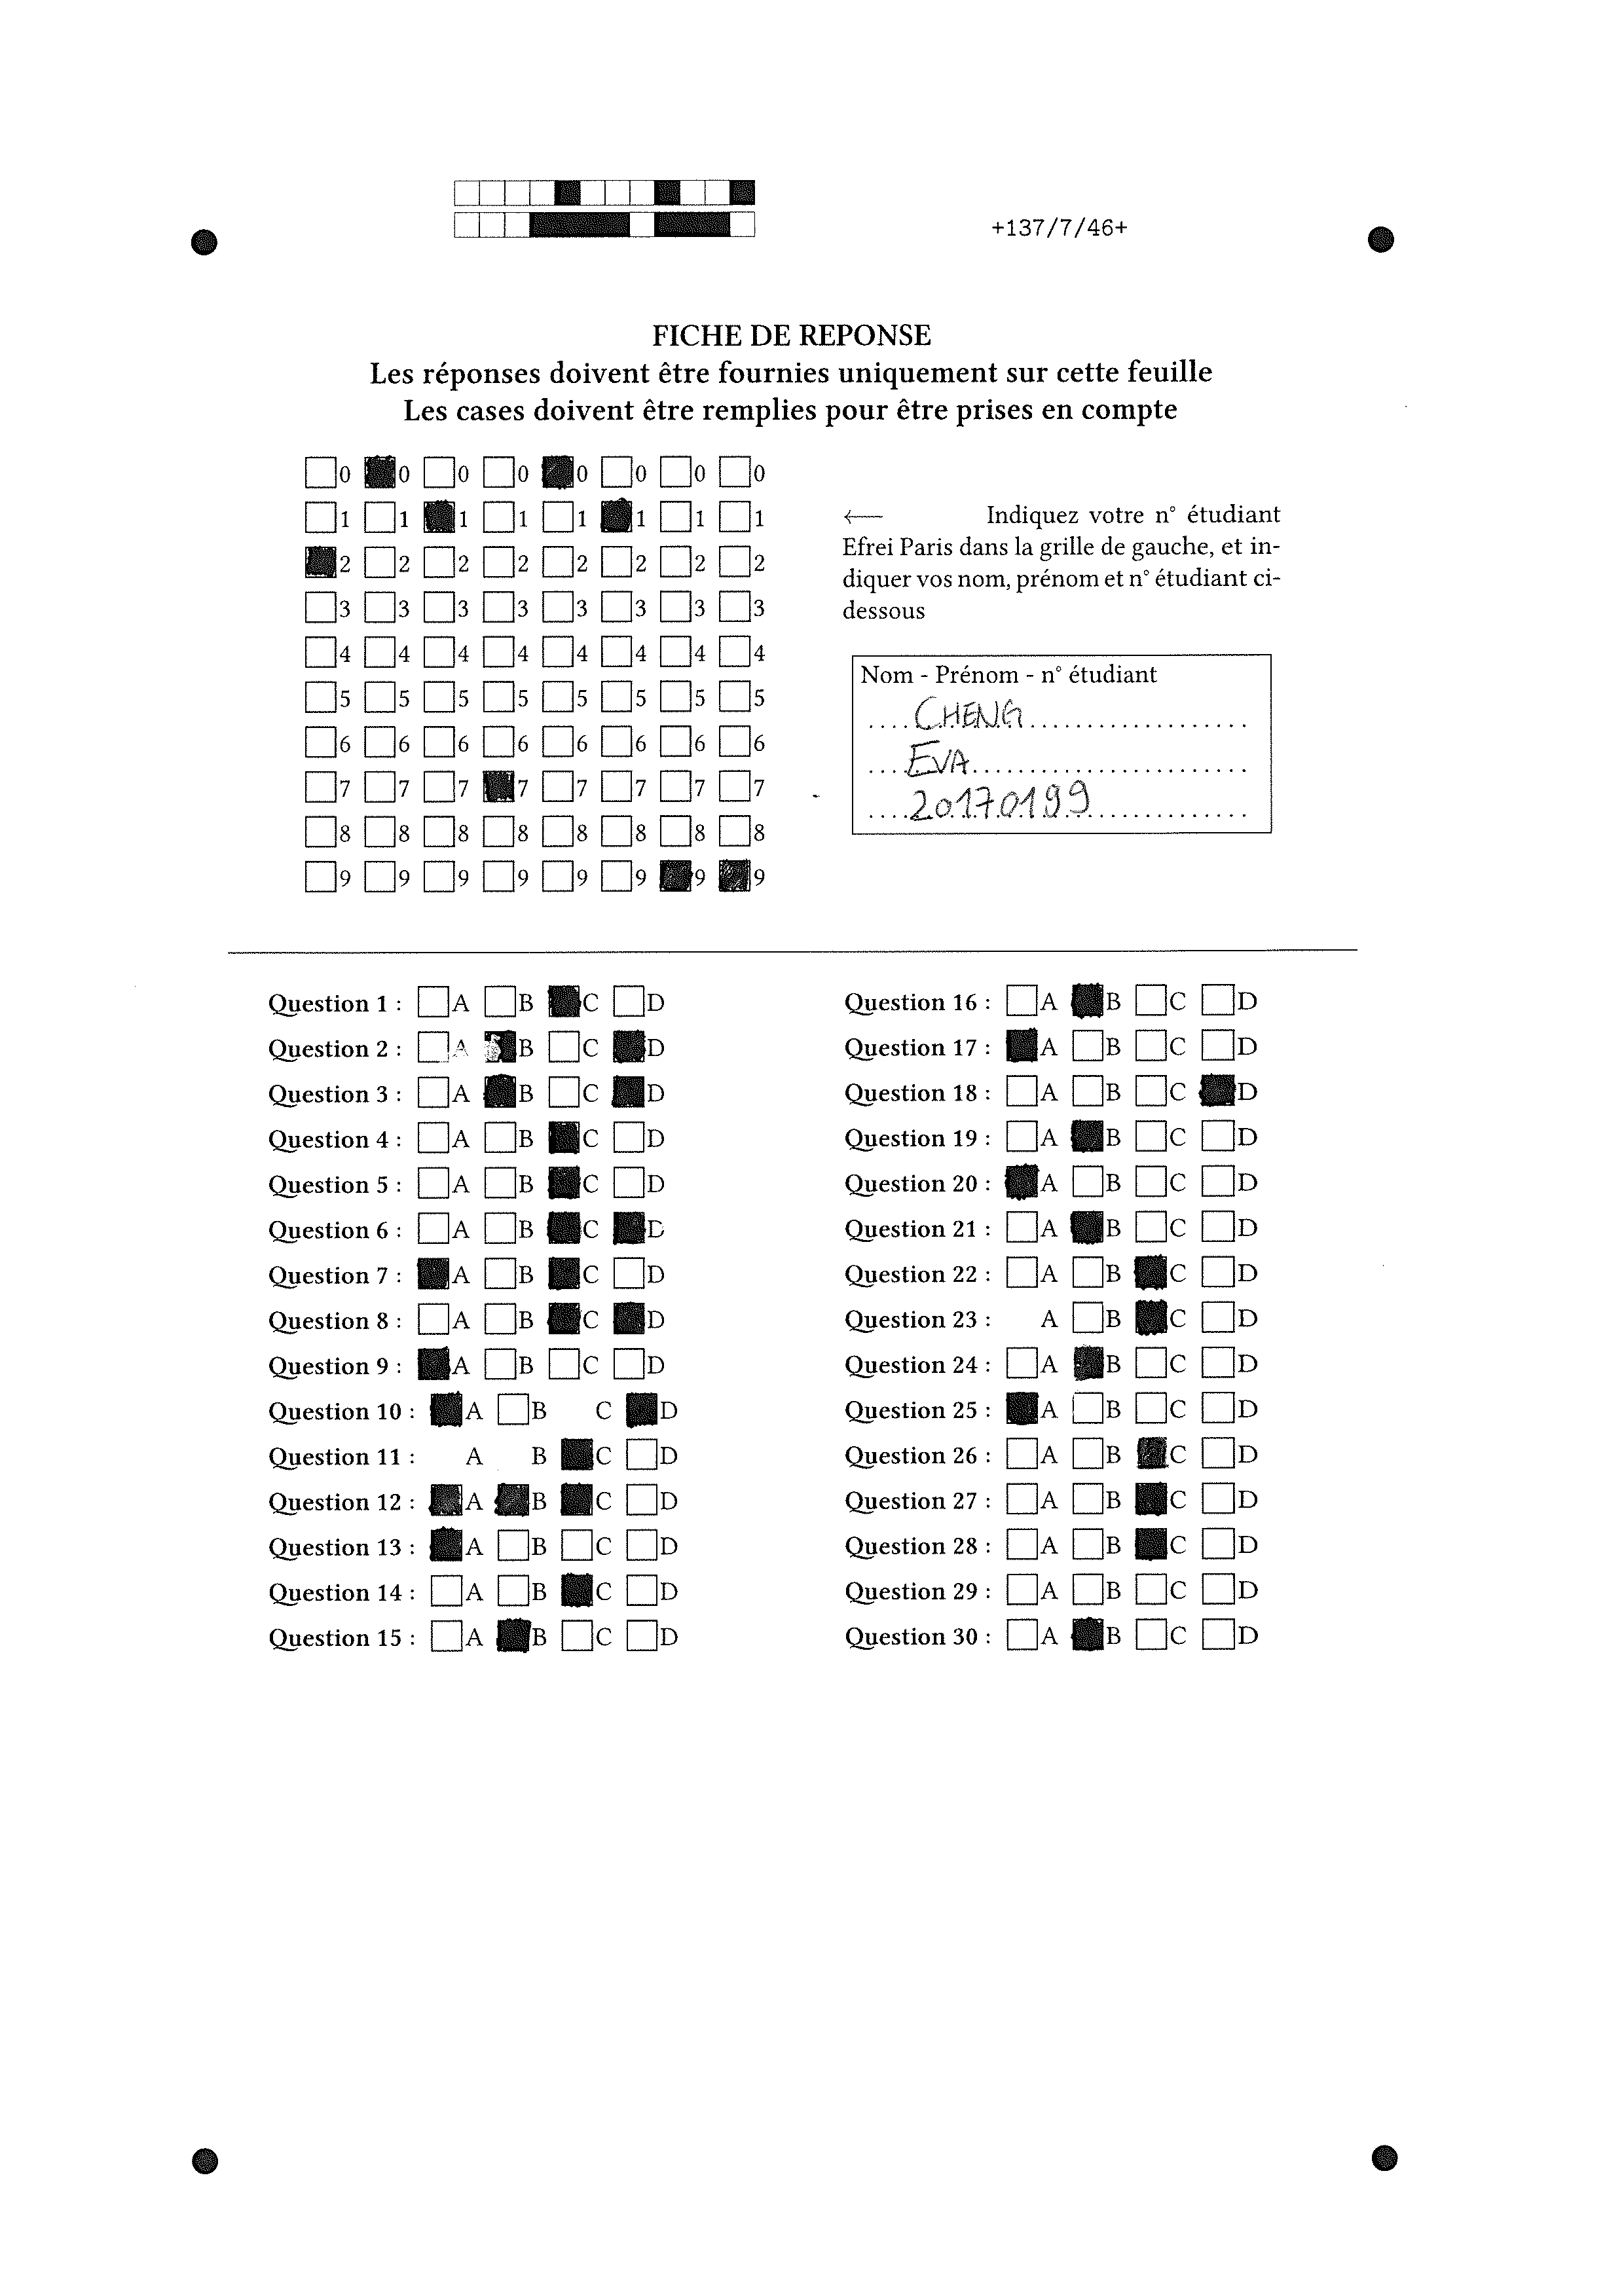 +137/7/46+
FICHE DE REPONSE
Les réponses doivent être fournies uniquement sur cette feuille
Les cases doivent être remplies pour être prises en compte
0 0 0 0 0 0 0 0
1 1 1 1 1 1 1 1
2 2 2 2 2 2 2 2
3 3 3 3 3 3 3 3
4 4 4 4 4 4 4 4
5 5 5 5 5 5 5 5
6 6 6 6 6 6 6 6
7 7 7 7 7 7 7 7
8 8 8 8 8 8 8 8
9 9 9 9 9 9 9 9
← Indiquez votre n° étudiant
Efrei Paris dans la grille de gauche, et in-
diquer vos nom, prénom et n° étudiant ci-
dessous
Nom - Prénom - n° étudiant
CHENG
EVA
20170199
Question 1 : A B C D
Question 2 : A B C D
Question 3 : A B C D
Question 4 : A B C D
Question 5 : A B C D
Question 6 : A B C D
Question 7 : A B C D
Question 8 : A B C D
Question 9 : A B C D
Question 10 : A B C D
Question 11 : A B C D
Question 12 : A B C D
Question 13 : A B C D
Question 14 : A B C D
Question 15 : A B C D
Question 16 : A B C D
Question 17 : A B C D
Question 18 : A B C D
Question 19 : A B C D
Question 20 : A B C D
Question 21 : A B C D
Question 22 : A B C D
Question 23 : A B C D
Question 24 : A B C D
Question 25 : A B C D
Question 26 : A B C D
Question 27 : A B C D
Question 28 : A B C D
Question 29 : A B C D
Question 30 : A B C D